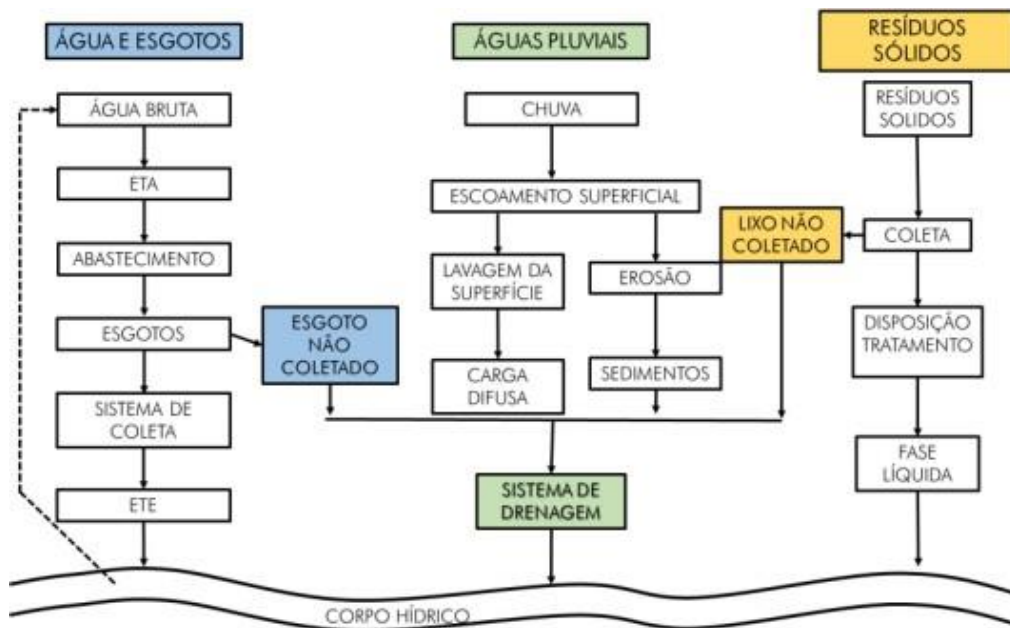 ÁGUA E ESGOTOS
ÁGUA BRUTA
ETA
ABASTECIMENTO
ESGOTOS
SISTEMA DE
COLETA
ETE
ESGOTO
NÃO
COLETADO
ÁGUAS PLUVIAIS
CHUVA
ESCOAMENTO SUPERFICIAL
LAVAGEM DA
SUPERFÍCIE
CARGA
DIFUSA
EROSÃO
SEDIMENTOS
SISTEMA DE
DRENAGEM
RESÍDUOS
SÓLIDOS
RESÍDUOS
SOLIDOS
COLETA
LIXO NÃO
COLETADO
DISPOSIÇÃO
TRATAMENTO
FASE
LÍQUIDA
CORPO HÍDRICO